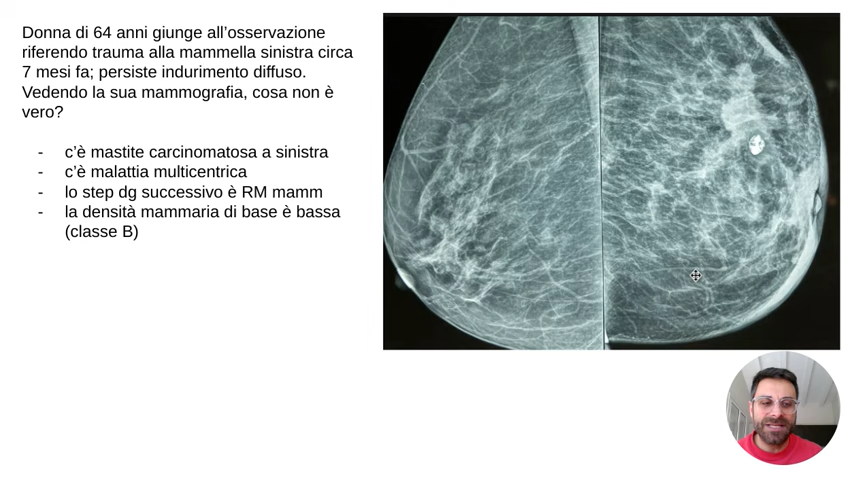 Donna di 64 anni giunge all’osservazione
riferendo trauma alla mammella sinistra circa
7 mesi fa; persiste indurimento diffuso.
Vedendo la sua mammografia, cosa non è
vero?
- c’è mastite carcinomatosa a sinistra
- c’è malattia multicentrica
- lo step dg successivo è RM mamm
- la densità mammaria di base è bassa
(classe B)